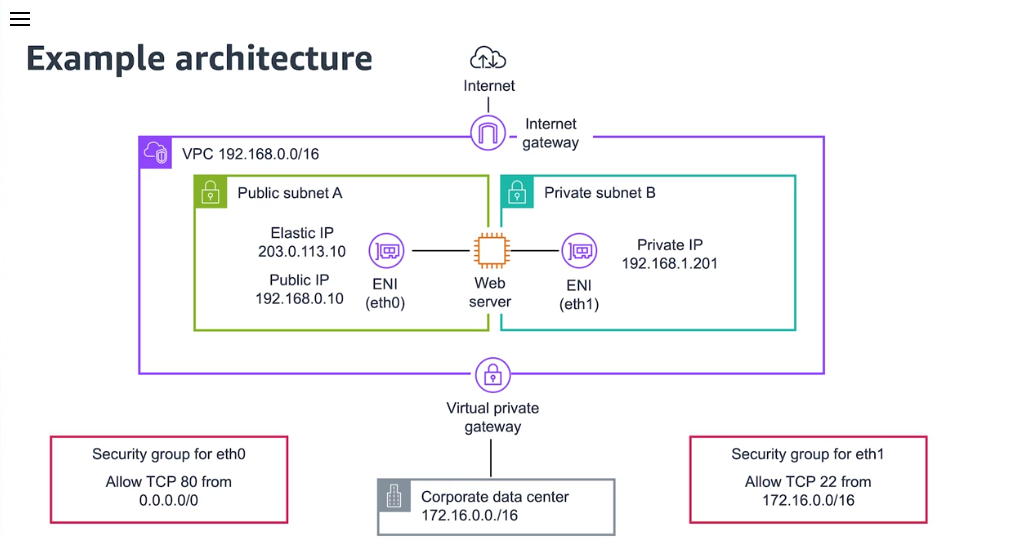 Example architecture
Internet
Internet
gateway
VPC 192.168.0.0/16
Public subnet A
Private subnet B
Elastic IP
203.0.113.10
Public IP
192.168.0.10
ENI
(eth0)
Web
server
ENI
(eth1)
Private IP
192.168.1.201
Virtual private
gateway
Security group for eth0
Allow TCP 80 from
0.0.0.0/0
Corporate data center
172.16.0.0./16
Security group for eth1
Allow TCP 22 from
172.16.0.0/16